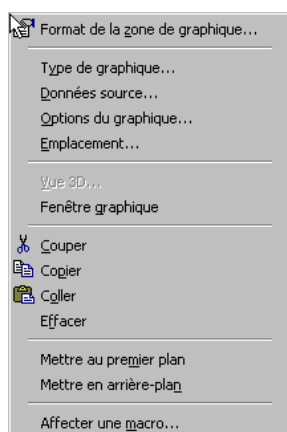 Format de la zone de graphique...
Type de graphique...
Données source...
Options du graphique...
Emplacement...
Vue 3D...
Fenêtre graphique
Couper
Copier
Coller
Effacer
Mettre au premier plan
Mettre en arrière-plan
Affecter une macro...